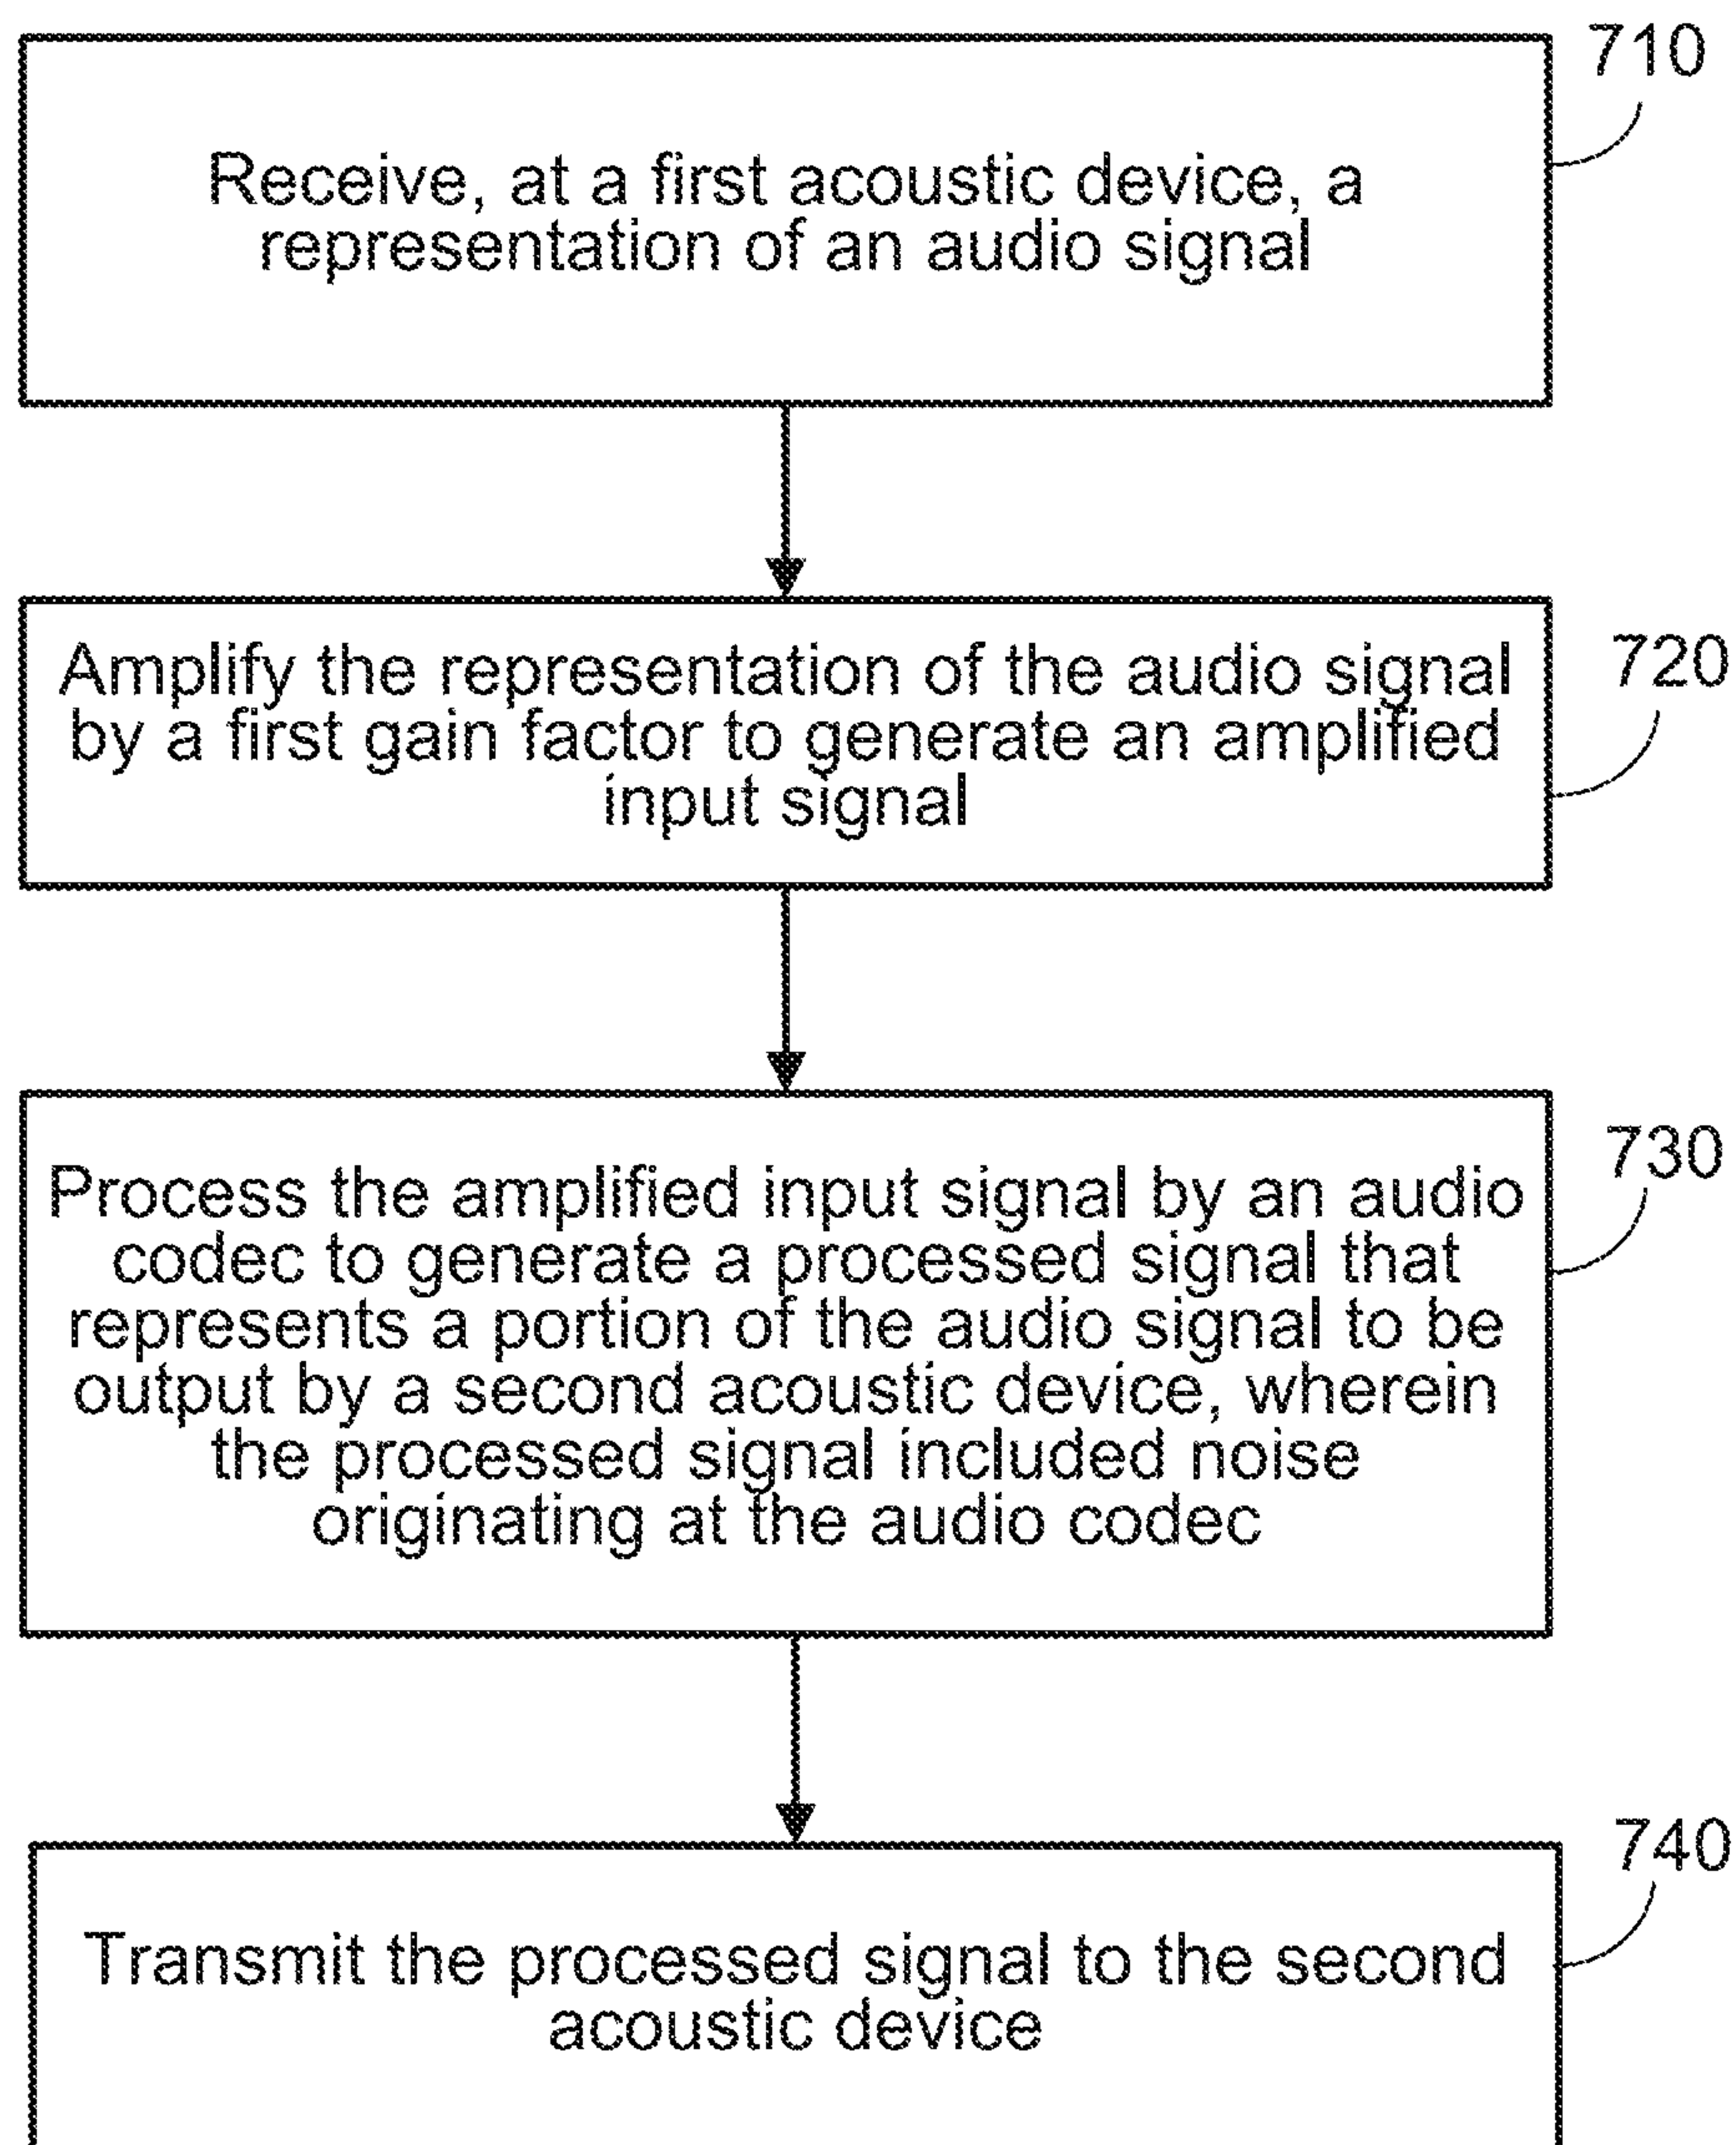 710
Receive, at a first acoustic device, a
representation of an audio signal
720
Amplify the representation of the audio signal
by a first gain factor to generate an amplified
input signal
730
Process the amplified input signal by an audio
codec to generate a processed signal that
represents a portion of the audio signal to be
output by a second acoustic device, wherein
the processed signal included noise
originating at the audio codec
740
Transmit the processed signal to the second
acoustic device